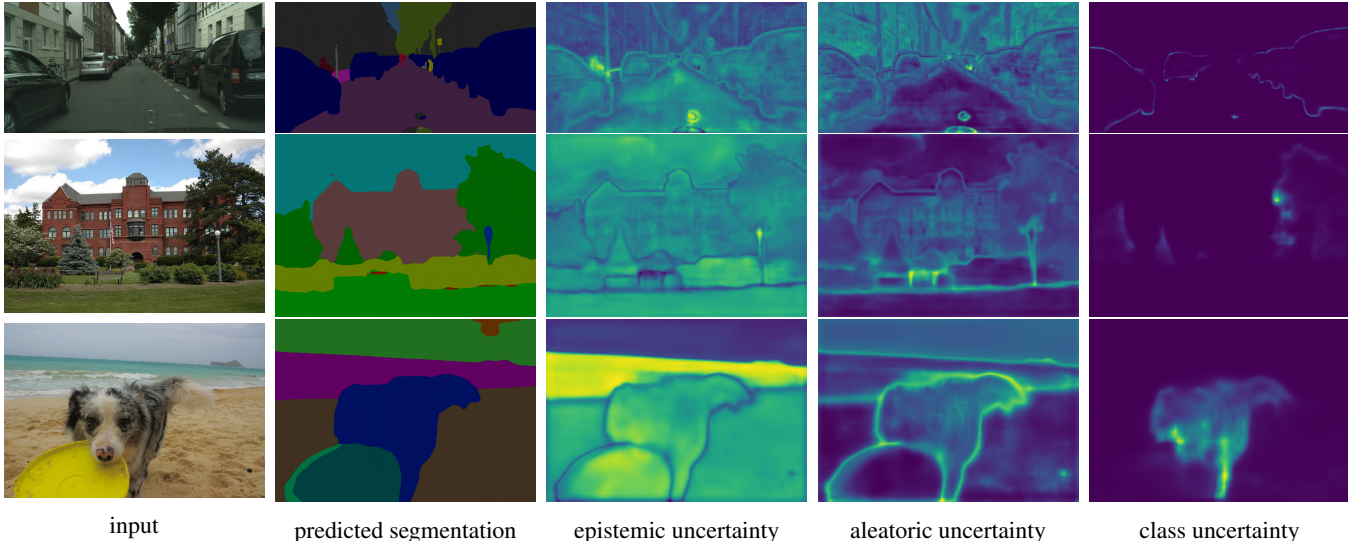 input
predicted segmentation
epistemic uncertainty
aleatoric uncertainty
class uncertainty